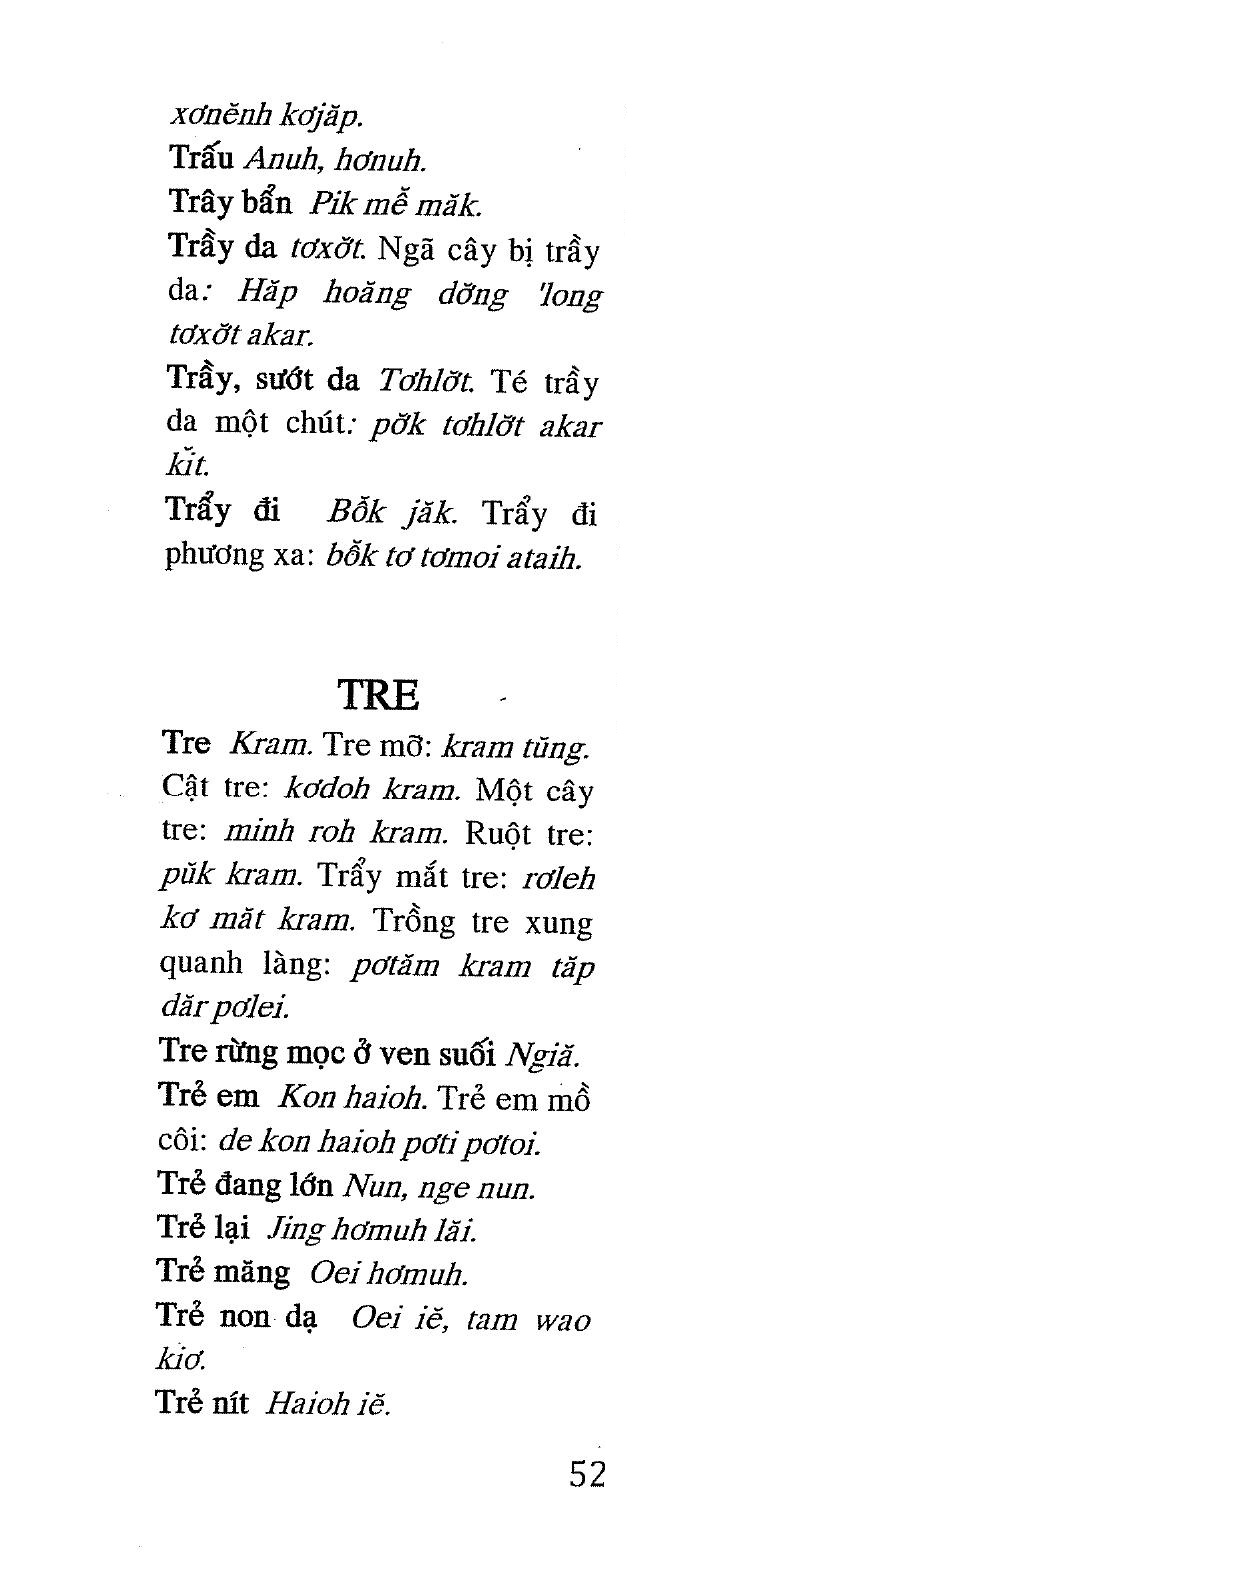 xơnĕnh kơjăp.
Trấu Anuh, hơnuh.
Trây bẩn Pik mê̆ măk.
Trầy da tơxơ̆t. Ngã cây bị trầy
da: Hăp hoăng dơ̆ng 'long
tơxơ̆t akar.
Trầy, sướt da Tơhlơ̆t. Té trầy
da một chút: pơ̆k tơhlơ̆t akar
kĭt.
Trẩy đi Bô̆k jăk. Trẩy đi
phương xa: bô̆k tơ tơmoi ataih.
TRE
Tre Kram. Tre mỡ: kram tŭng.
Cật tre: kơdoh kram. Một cây
tre: minh roh kram. Ruột tre:
pŭk kram. Trẩy mắt tre: rơleh
kơ măt kram. Trồng tre xung
quanh làng: pơtăm kram tăp
dăr pơlei.
Tre rừng mọc ở ven suối Ngiă.
Trẻ em Kon haioh. Trẻ em mồ
côi: de kon haioh pơti pơtoi.
Trẻ đang lớn Nun, nge nun.
Trẻ lại Jing hơmuh lăi.
Trẻ măng Oei hơmuh.
Trẻ non dạ Oei iĕ, tam wao
kiơ.
Trẻ nít Haioh iĕ.
52